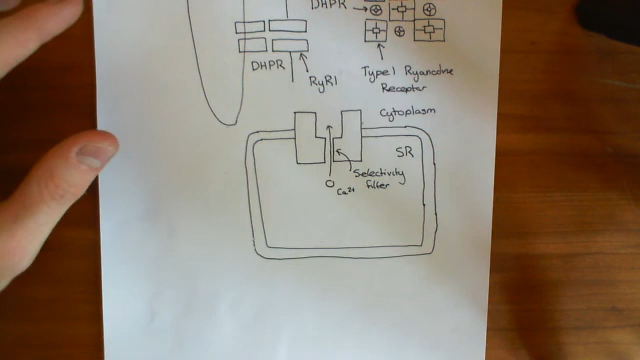 DHPR
DHPR
RyR1
Type 1 Ryanodine
Receptor
Cytoplasm
SR
Selectivity
filter
Ca2+